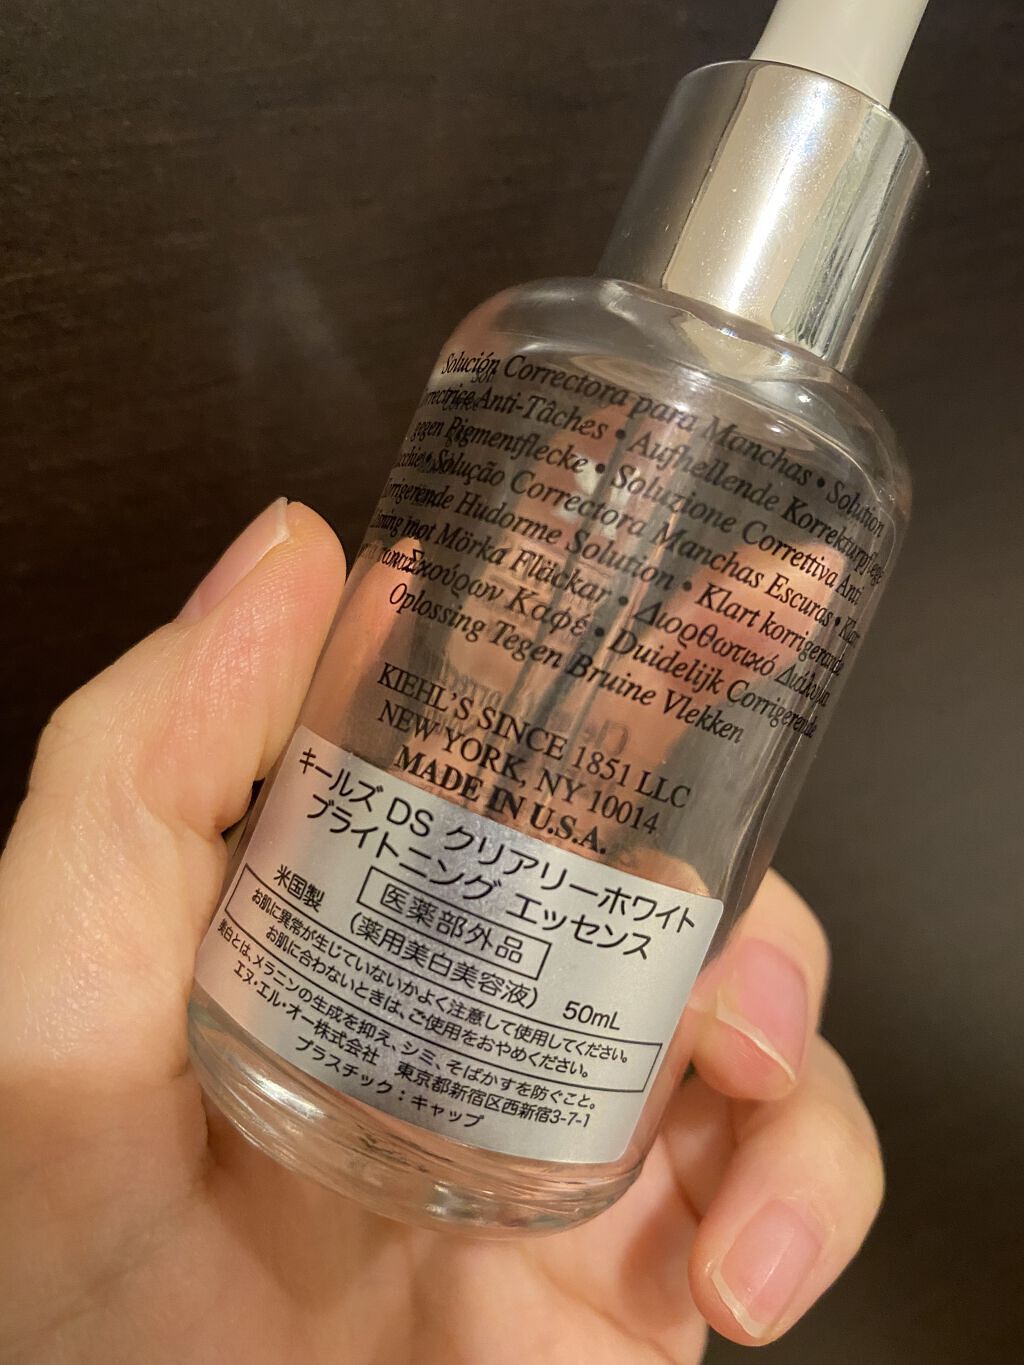 Solución Correctora para Manchas • Solution
Correctrice Anti-Tâches • Aufhellende Korrekturpflege
gegen Pigmentflecke • Soluzione Correttiva Anti
Solução Correctora Manchas Escuras • Klar
Korrigerende Hudorme Solution • Klart korrigerande
mot Mörka Fläckar • Διορθωτικό Διάλυμα
Σκούρων Καφέ • Duidelijk Corrigerende
Oplossing Tegen Bruine Vlekken
KIEHL'S SINCE 1851 LLC
NEW YORK, NY 10014
MADE IN U.S.A.
キールズ DS クリアリーホワイト
ブライトニング エッセンス
米国製 医薬部外品
(薬用美白美容液) 50mL
お肌に異常が生じていないかよく注意して使用してください。
お肌に合わないときは、ご使用をおやめください。
美白とは、メラニンの生成を抑え、シミ、そばかすを防ぐこと。
エヌ・エル・オー株式会社 東京都新宿区西新宿3-7-1
プラスチック：キャップ